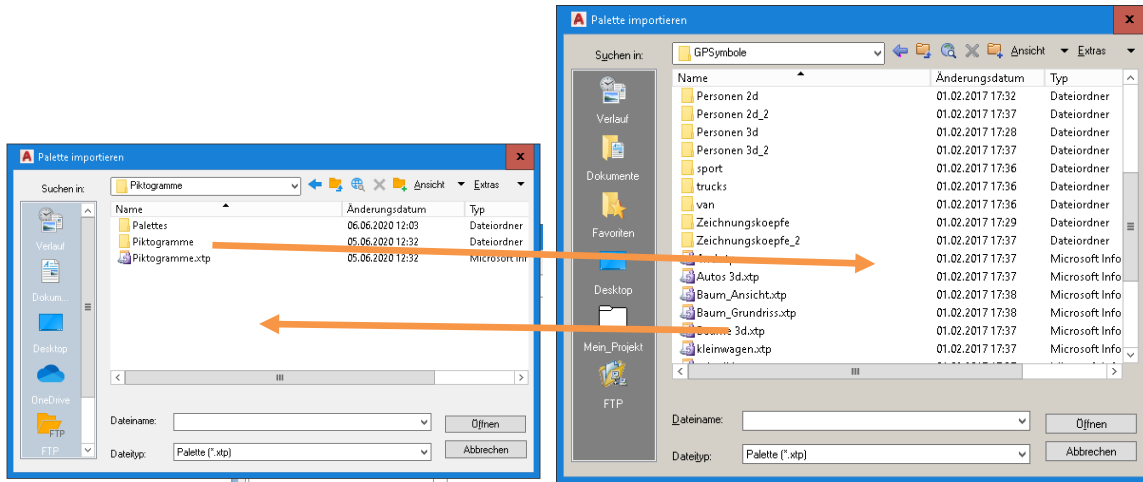 Palette importieren
Suchen in:
Piktogramme
Ansicht
Extras
Name
Änderungsdatum
Typ
Palettes
06.06.2020 12:03
Dateiordner
Piktogramme
05.06.2020 12:32
Dateiordner
Piktogramme.xtp
05.06.2020 12:32
Microsoft Inf
Verlauf
Dokum...
Desktop
OneDrive
FTP
FTP
Dateiname:
Öffnen
Dateityp:
Palette (*.xtp)
Abbrechen
Palette importieren
Suchen in:
GPSymbole
Ansicht
Extras
Name
Änderungsdatum
Typ
Personen 2d
01.02.2017 17:32
Dateiordner
Personen 2d_2
01.02.2017 17:37
Dateiordner
Personen 3d
01.02.2017 17:28
Dateiordner
Personen 3d_2
01.02.2017 17:37
Dateiordner
sport
01.02.2017 17:36
Dateiordner
trucks
01.02.2017 17:36
Dateiordner
van
01.02.2017 17:36
Dateiordner
Zeichnungskoepfe
01.02.2017 17:29
Dateiordner
Zeichnungskoepfe_2
01.02.2017 17:37
Dateiordner
01.02.2017 17:37
Microsoft Info
Autos 3d.xtp
01.02.2017 17:37
Microsoft Info
Baum_Ansicht.xtp
01.02.2017 17:38
Microsoft Info
Baum_Grundriss.xtp
01.02.2017 17:38
Microsoft Info
3d.xtp
01.02.2017 17:37
Microsoft Info
kleinwagen.xtp
01.02.2017 17:37
Microsoft Info
Verlauf
Dokumente
Favoriten
Desktop
Mein_Projekt
FTP
Dateiname:
Öffnen
Dateityp:
Palette (*.xtp)
Abbrechen